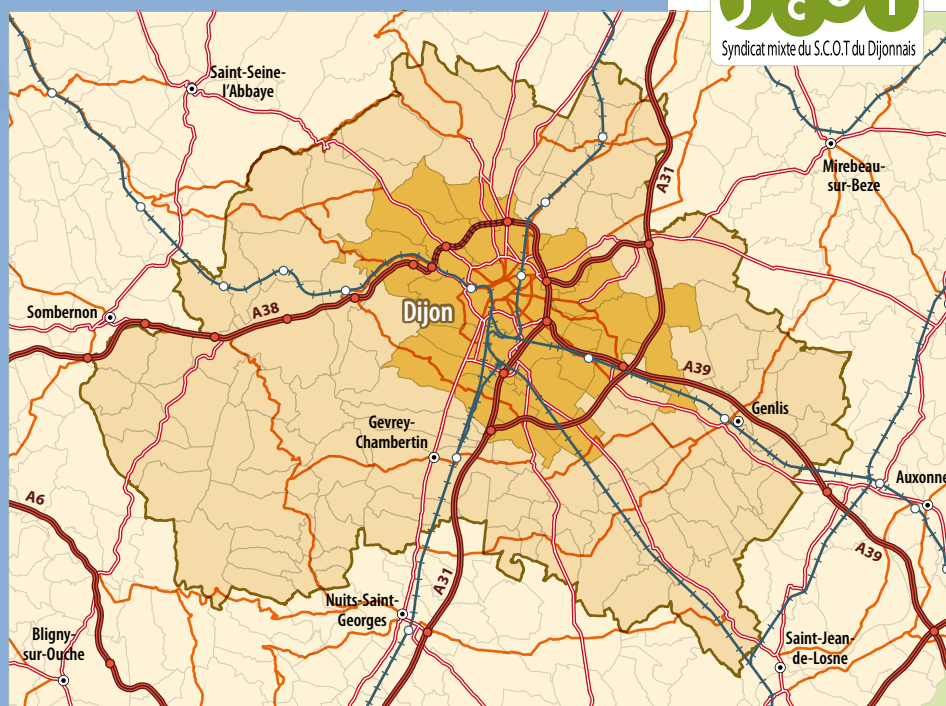 SCOT
Syndicat mixte du S.C.O.T du Dijonnais
Saint-Seine-
l'Abbaye
A31
Mirebeau-
sur-Beze
Sombernon
A38
Dijon
A39
Genlis
Gevrey-
Chambertin
Auxonne
A6
A39
A31
Nuits-Saint-
Georges
Bligny-
sur-Ouche
Saint-Jean-
de-Losne